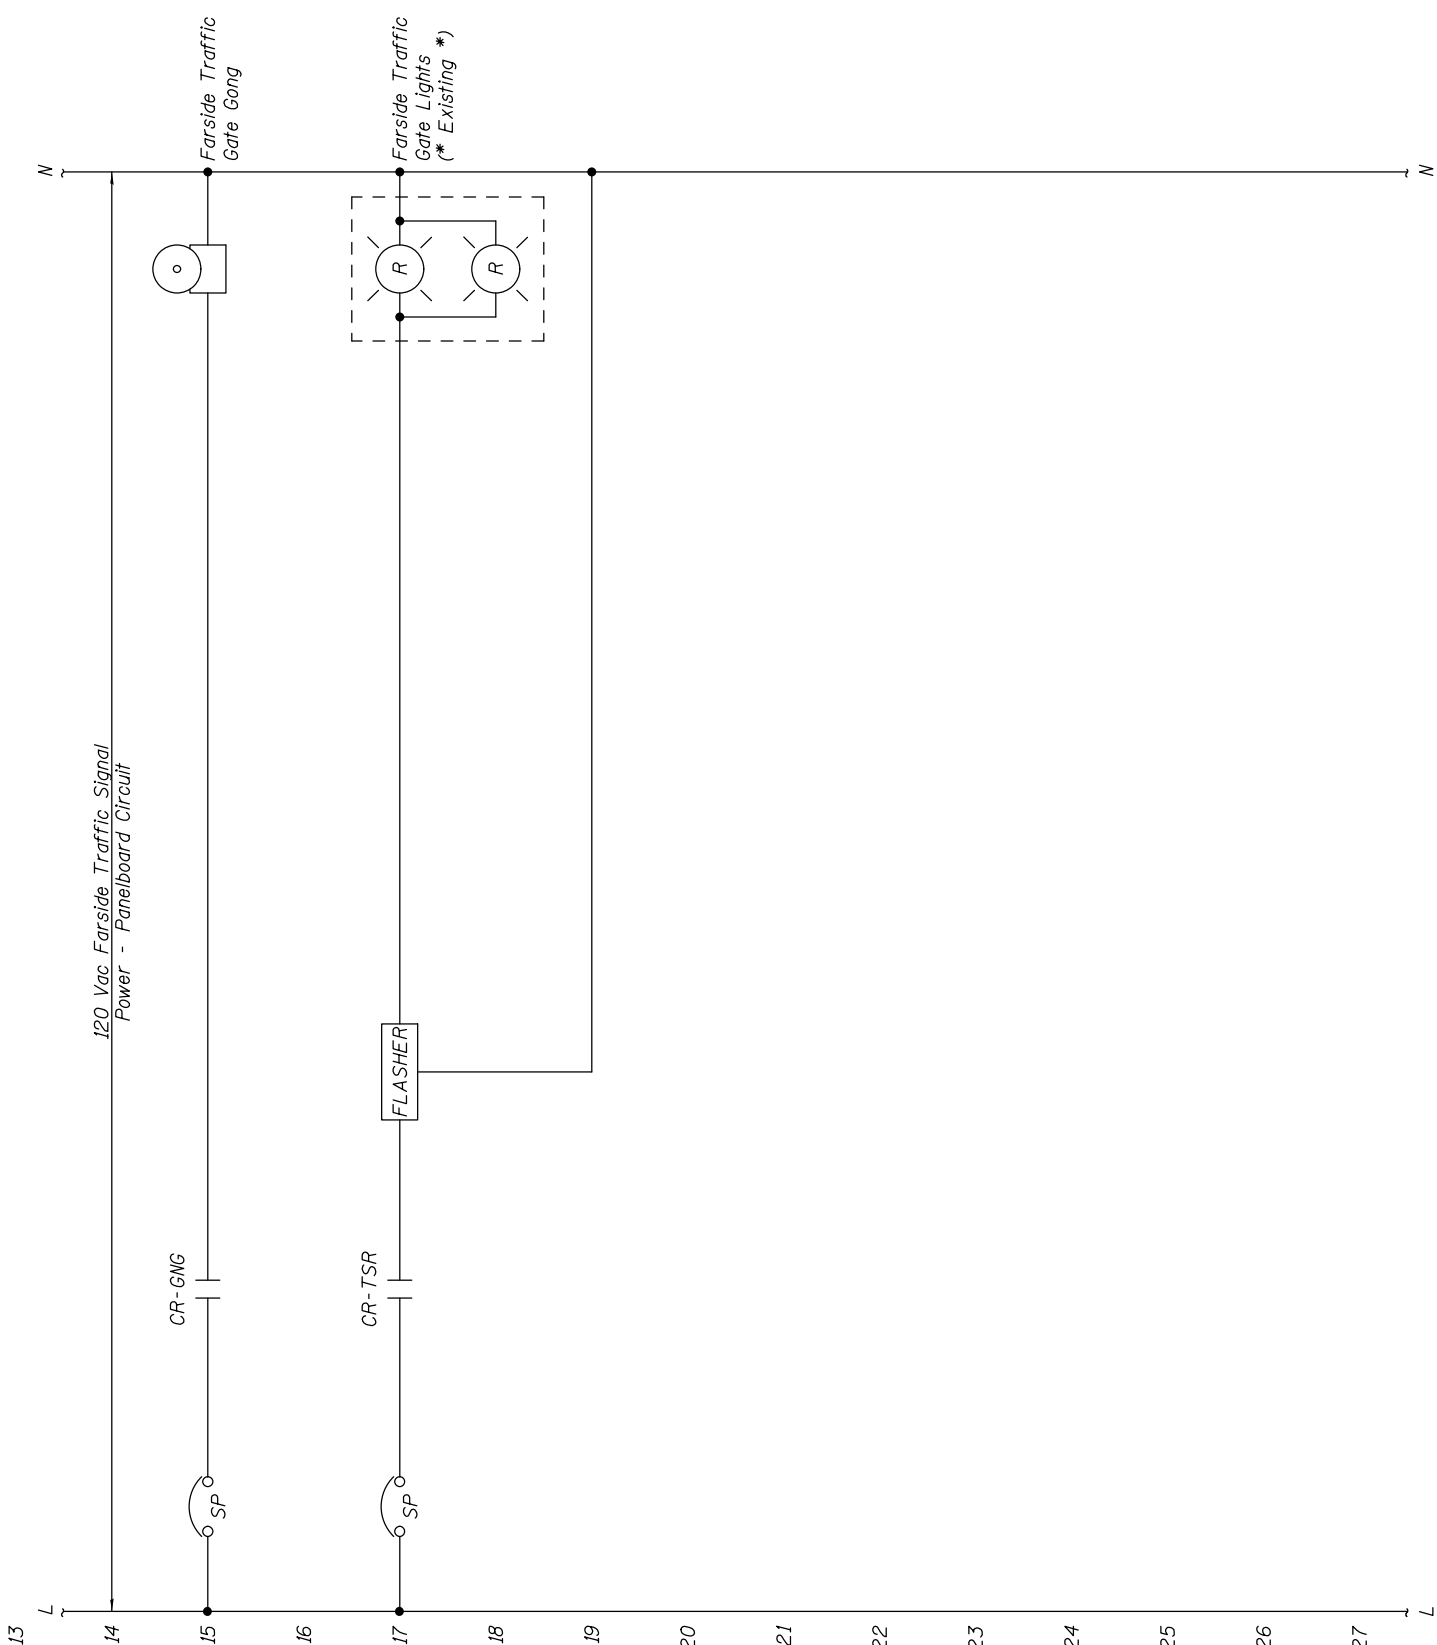 13
L
N
14
120 Vac Farside Traffic Signal
Power - Panelboard Circuit
15
SP
CR-GNG
Farside Traffic
Gate Gong
16
17
SP
CR-TSR
FLASHER
R
Farside Traffic
Gate Lights
(* Existing *)
18
R
19
20
21
22
23
24
25
26
27
L
N